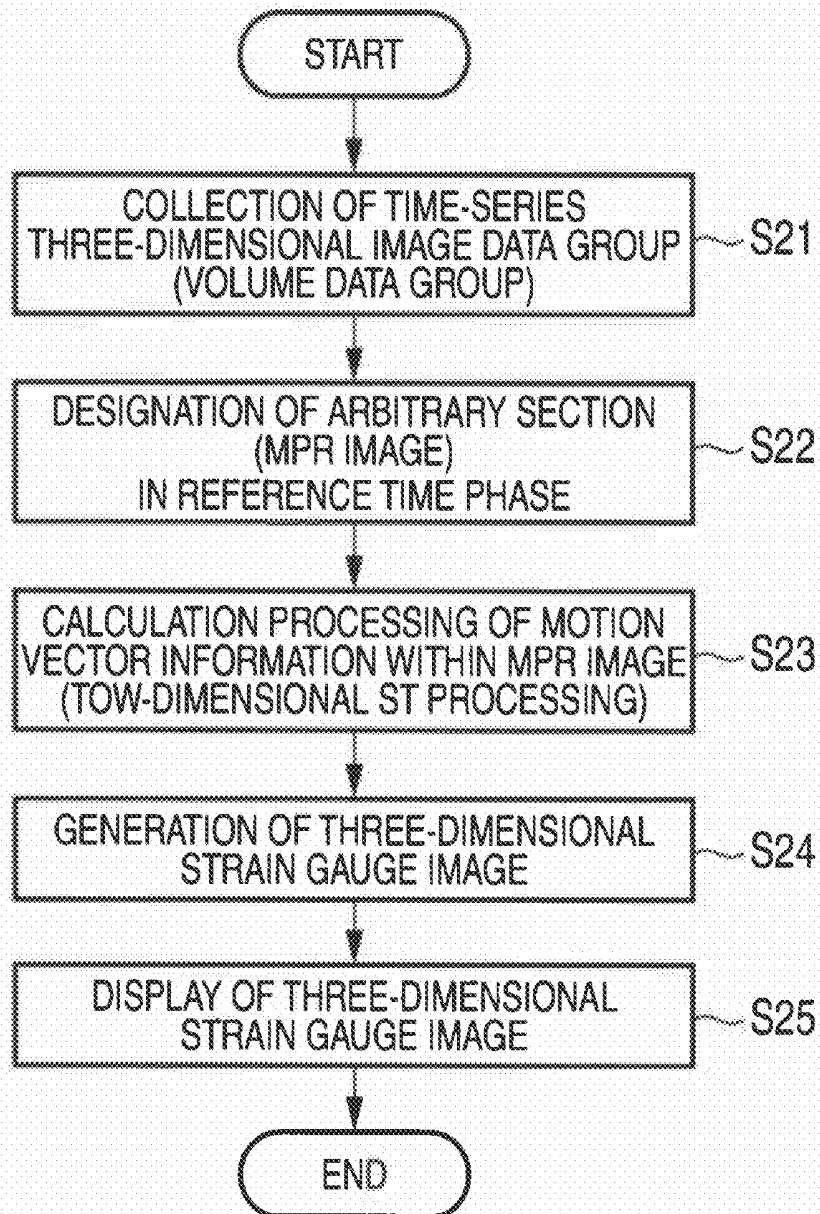 START
COLLECTION OF TIME-SERIES
THREE-DIMENSIONAL IMAGE DATA GROUP
(VOLUME DATA GROUP)
S21
DESIGNATION OF ARBITRARY SECTION
(MPR IMAGE)
IN REFERENCE TIME PHASE
S22
CALCULATION PROCESSING OF MOTION
VECTOR INFORMATION WITHIN MPR IMAGE
(TOW-DIMENSIONAL ST PROCESSING)
S23
GENERATION OF THREE-DIMENSIONAL
STRAIN GAUGE IMAGE
S24
DISPLAY OF THREE-DIMENSIONAL
STRAIN GAUGE IMAGE
S25
END